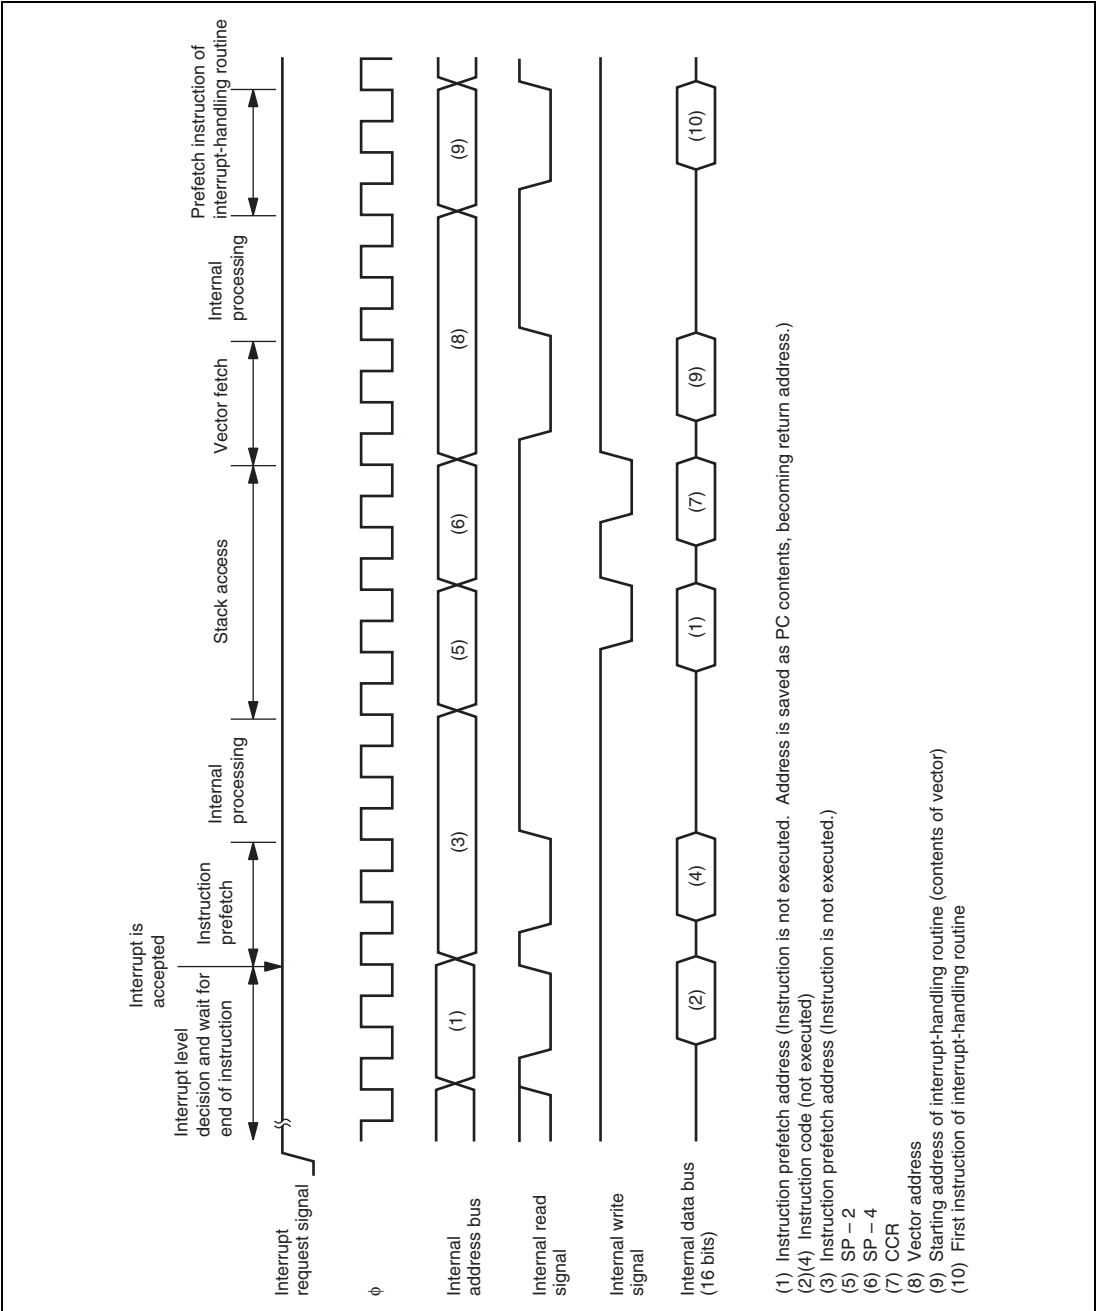 Interrupt is
accepted
Interrupt level
decision and wait for
end of instruction
Instruction
prefetch
Internal
processing
Stack access
Vector fetch
Internal
processing
Prefetch instruction of
interrupt-handling routine
Interrupt
request signal
φ
Internal
address bus
(1)
(3)
(5)
(6)
(8)
(9)
Internal read
signal
Internal write
signal
Internal data bus
(16 bits)
(2)
(4)
(1)
(7)
(9)
(10)
(1) Instruction prefetch address (Instruction is not executed. Address is saved as PC contents, becoming return address.)
(2)(4) Instruction code (not executed)
(3) Instruction prefetch address (Instruction is not executed.)
(5) SP – 2
(6) SP – 4
(7) CCR
(8) Vector address
(9) Starting address of interrupt-handling routine (contents of vector)
(10) First instruction of interrupt-handling routine